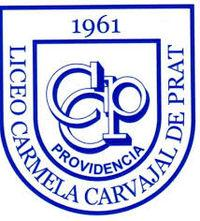 1961
LICEO CARMELA CARVAJAL DE PRAT
CCP
PROVIDENCIA